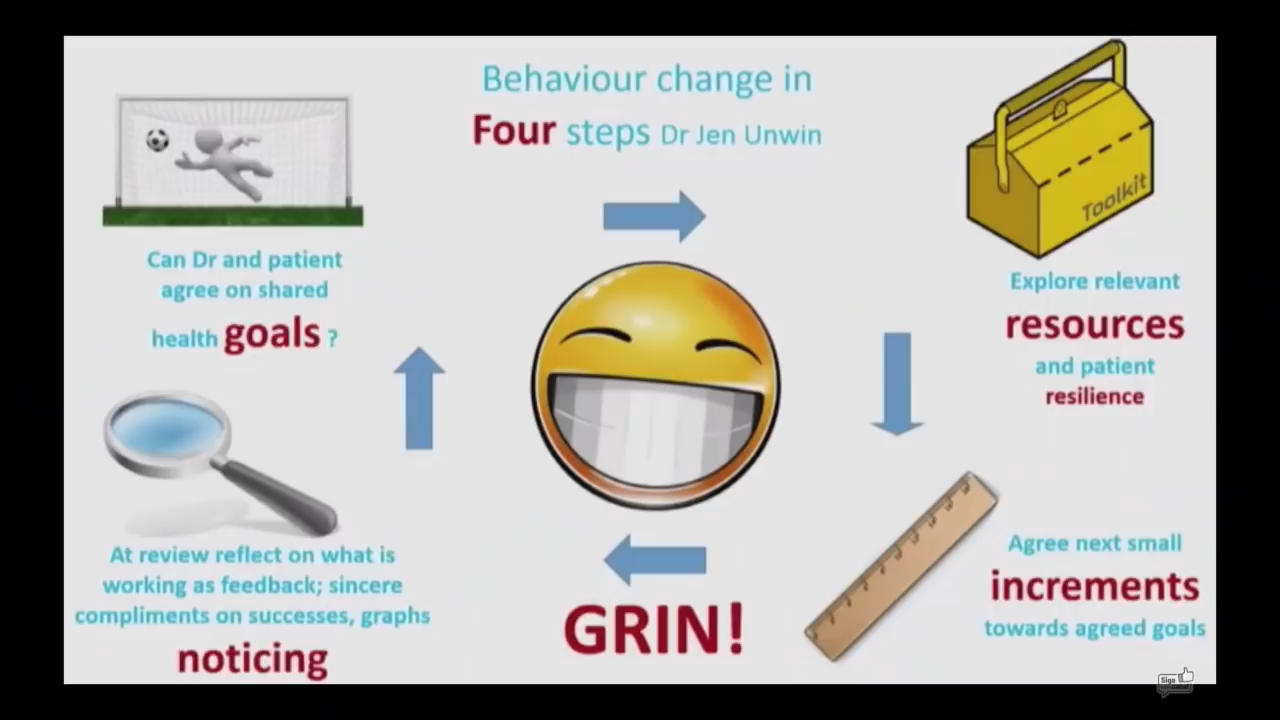 Behaviour change in
Four steps Dr Jen Unwin
Can Dr and patient
agree on shared
health goals ?
Toolkit
Explore relevant
resources
and patient
resilience
Agree next small
increments
towards agreed goals
At review reflect on what is
working as feedback; sincere
compliments on successes, graphs
noticing
GRIN!
Siga